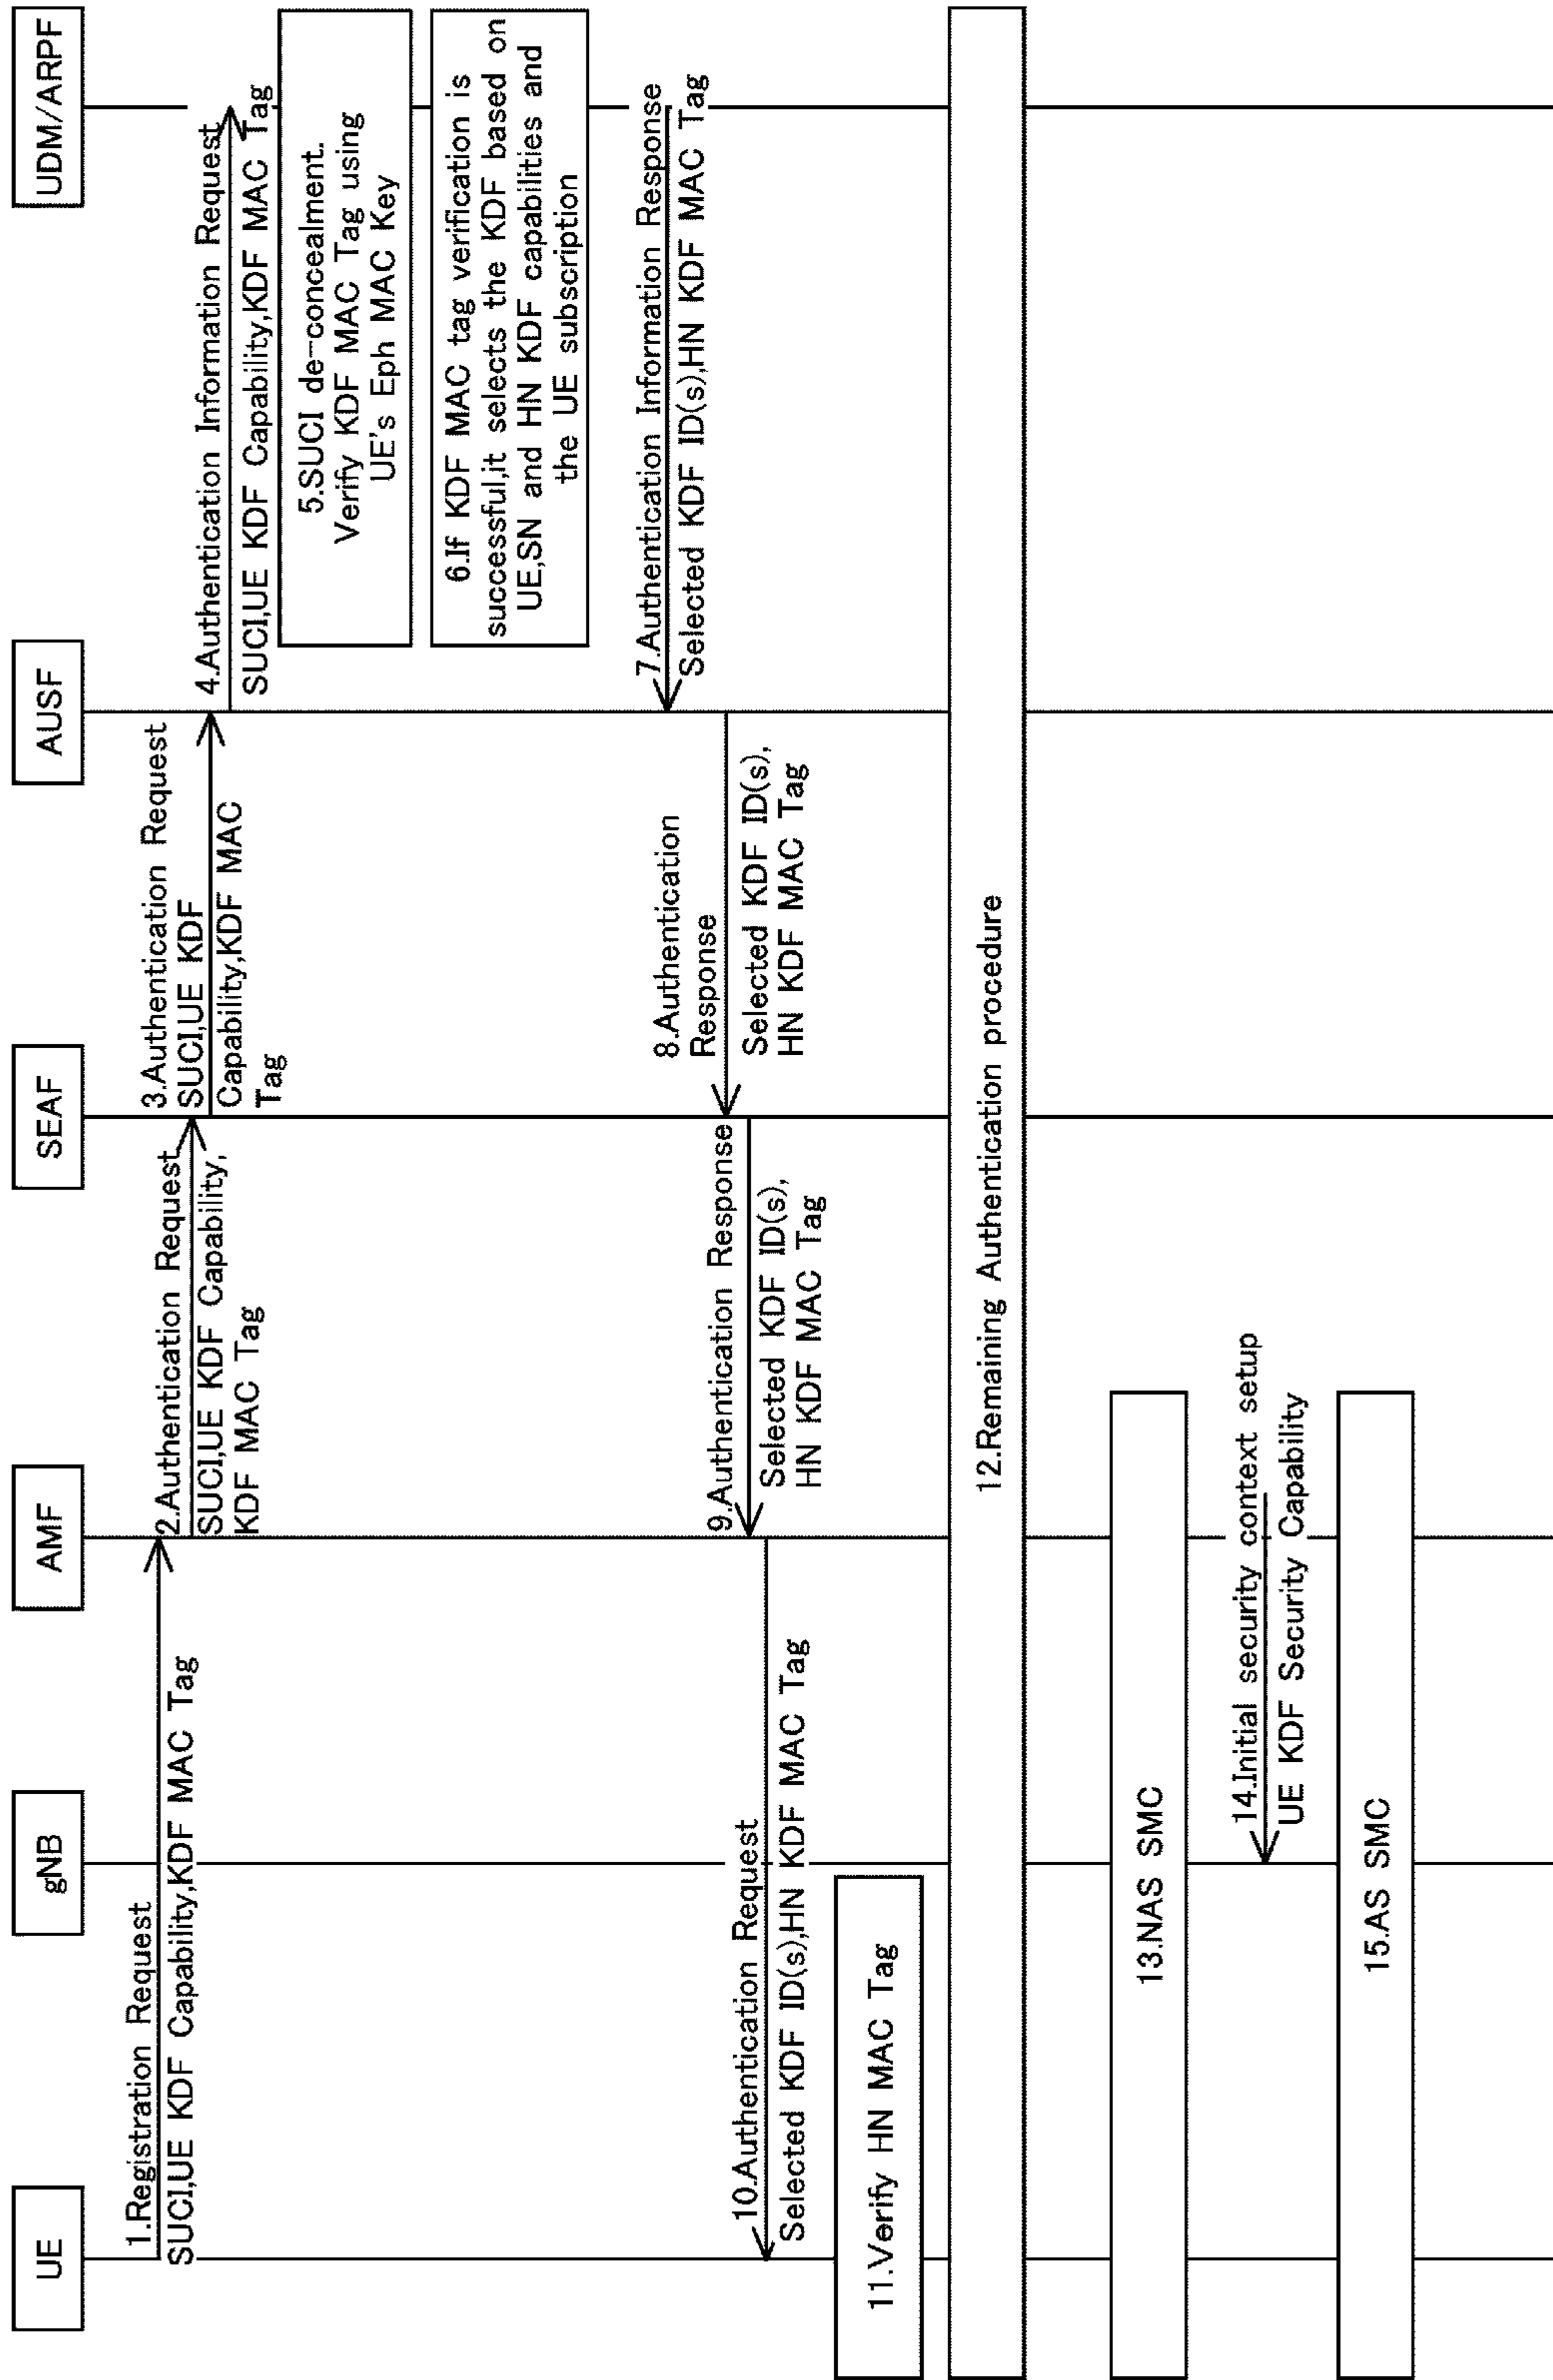 UE
gNB
AMF
SEAF
AUSF
UDM/ARPF
1.Registration Request
SUCI,UE KDF Capability,KDF MAC Tag
2.Authentication Request
SUCI,UE KDF Capability,
KDF MAC Tag
3.Authentication Request
SUCI,UE KDF
Capability,KDF MAC
Tag
4.Authentication Information Request
SUCI,UE KDF Capability,KDF MAC Tag
5.SUCI de-concealment.
Verify KDF MAC Tag using
UE's Eph MAC Key
6.If KDF MAC tag verification is
successful,it selects the KDF based on
UE,SN and HN KDF capabilities and
the UE subscription
7.Authentication Information Response
Selected KDF ID(s),HN KDF MAC Tag
8.Authentication
Response
Selected KDF ID(s),
HN KDF MAC Tag
9.Authentication Response
Selected KDF ID(s),
HN KDF MAC Tag
10.Authentication Request
Selected KDF ID(s),HN KDF MAC Tag
11.Verify HN MAC Tag
12.Remaining Authentication procedure
13.NAS SMC
14.Initial security context setup
UE KDF Security Capability
15.AS SMC